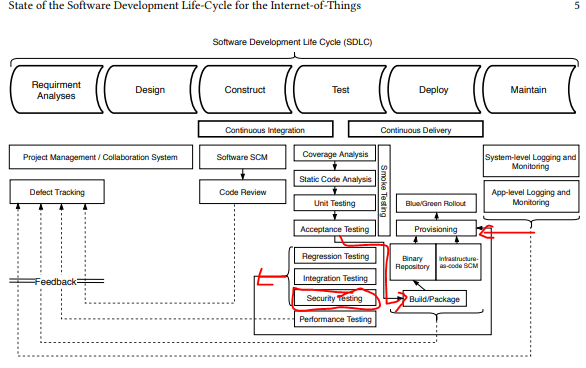 State of the Software Development Life-Cycle for the Internet-of-Things 5
Software Development Life Cycle (SDLC)
Requirment
Analyses
Design
Construct
Test
Deploy
Maintain
Continuous Integration
Continuous Delivery
Project Management / Collaboration System
Defect Tracking
Software SCM
Code Review
Coverage Analysis
Static Code Analysis
Unit Testing
Acceptance Testing
Smoke Testing
Regression Testing
Integration Testing
Security Testing
Performance Testing
Blue/Green Rollout
Provisioning
Binary
Repository
Infrastructure-
as-code SCM
Build/Package
System-level Logging and
Monitoring
App-level Logging and
Monitoring
Feedback